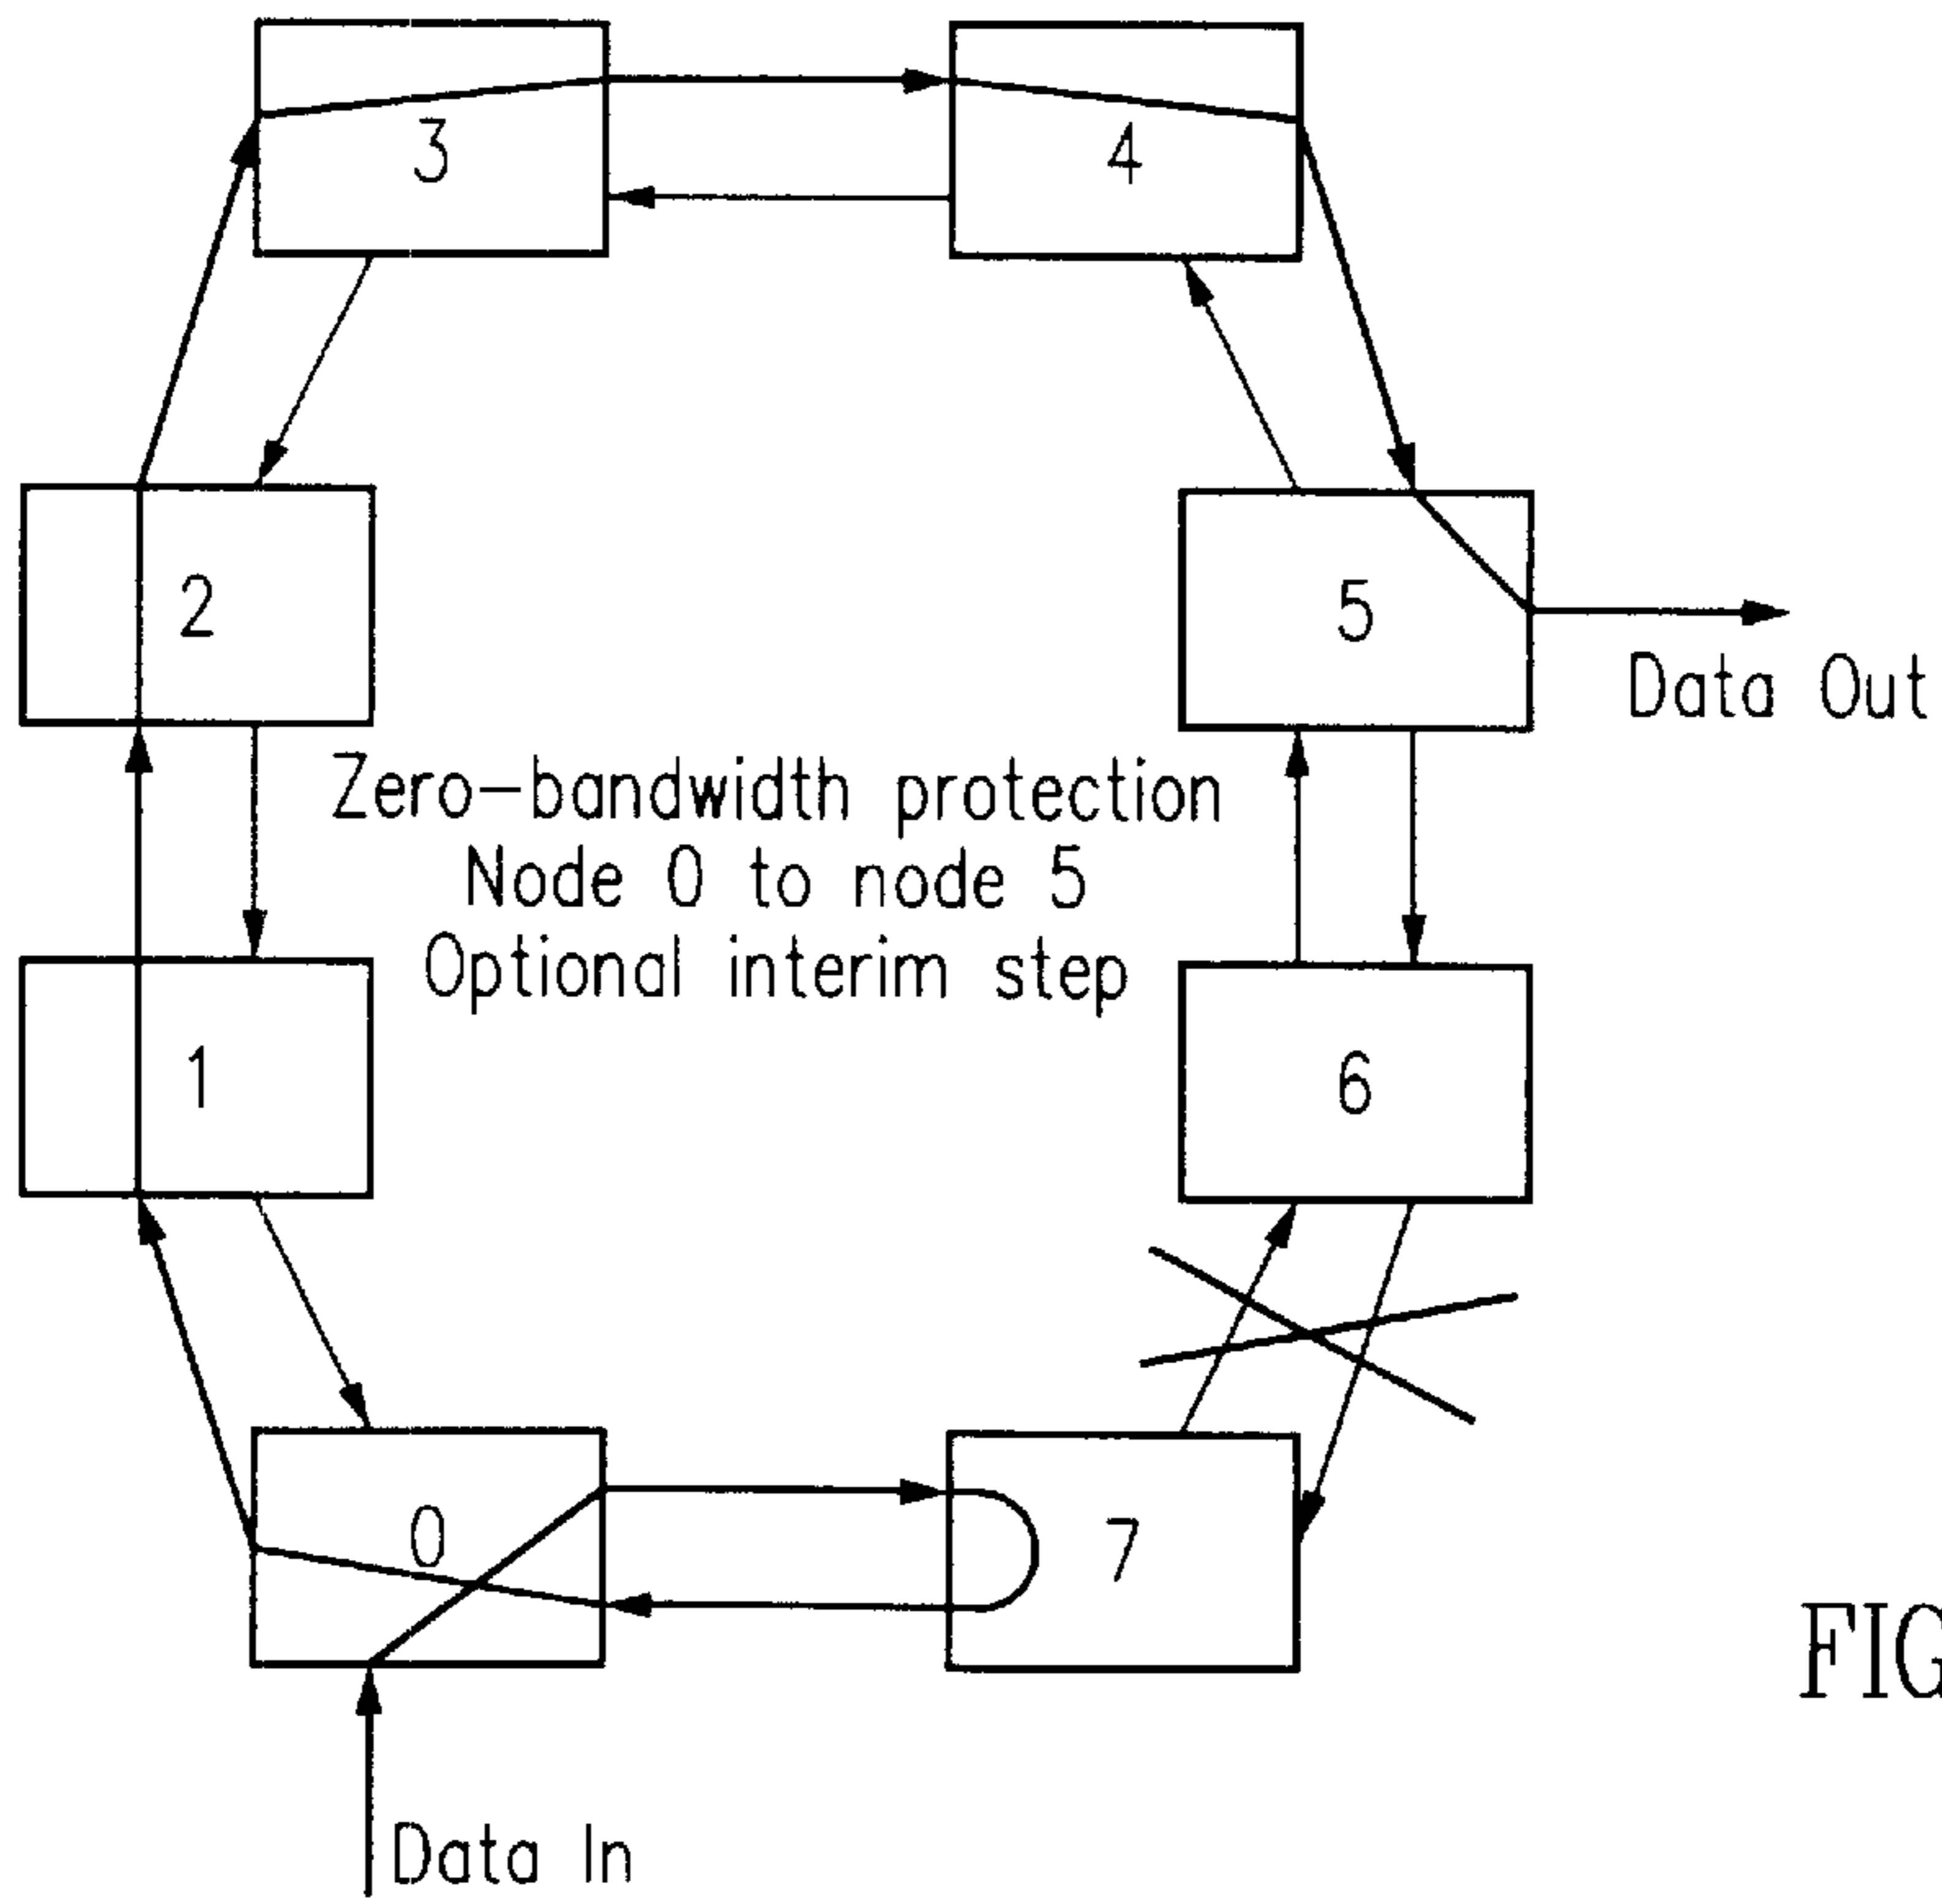 3
4
2
5
Data Out
Zero-bandwidth protection
Node 0 to node 5
Optional interim step
1
6
0
7
FIG
Data In